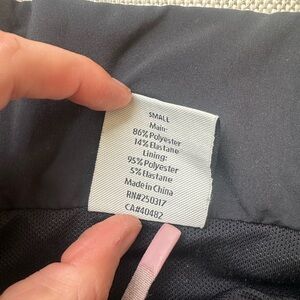 SMALL
Main:
86% Polyester
14% Elastane
Lining:
95% Polyester
5% Elastane
Made in China
RN#250317
CA#40482